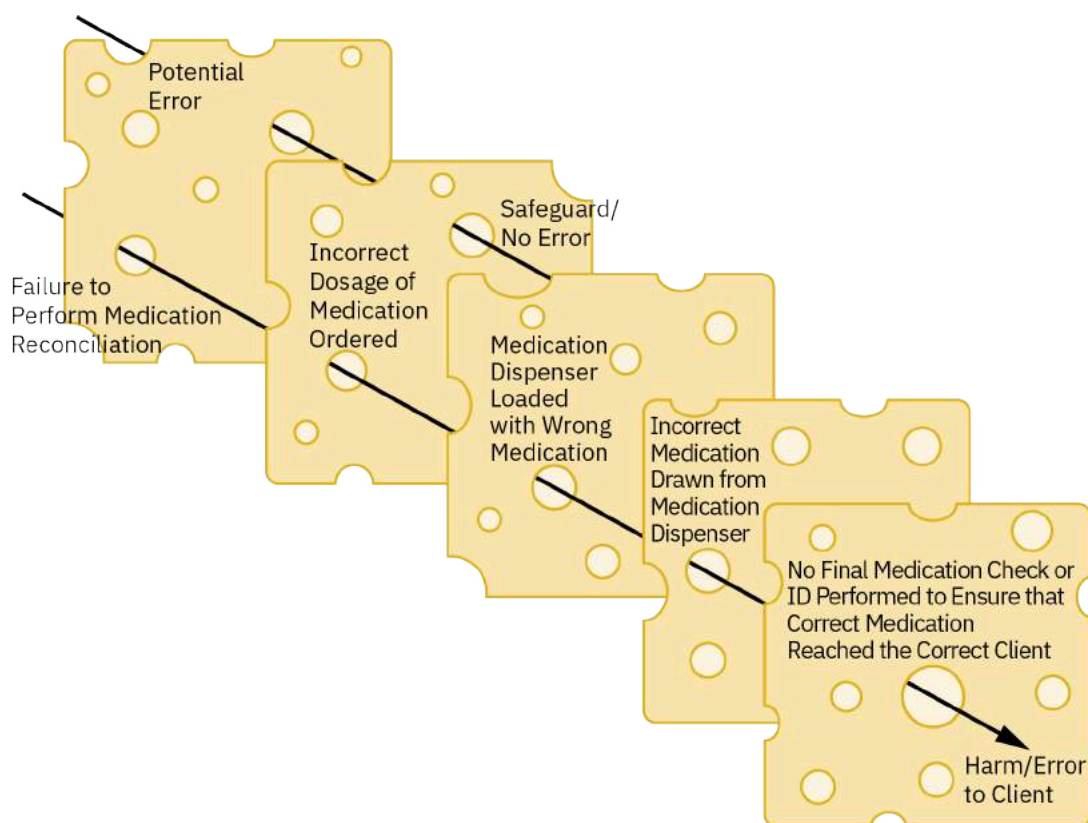 Potential
Error
Failure to
Perform Medication
Reconciliation
Incorrect
Dosage of
Medication
Ordered
Safeguard/
No Error
Medication
Dispenser
Loaded
with Wrong
Medication
Incorrect
Medication
Drawn from
Medication
Dispenser
No Final Medication Check or
ID Performed to Ensure that
Correct Medication
Reached the Correct Client
Harm/Error
to Client